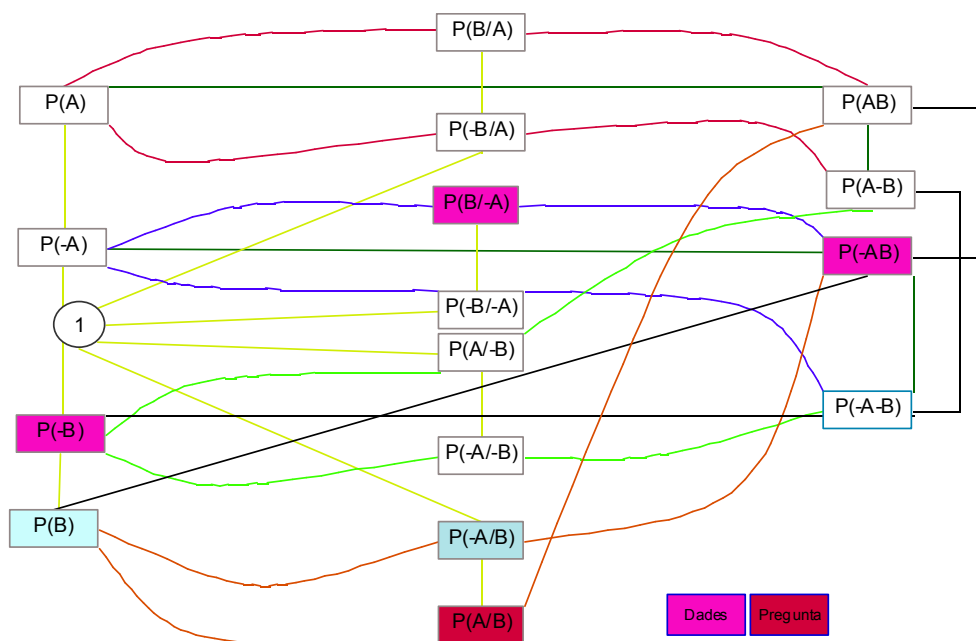 P(B/A)
P(A)
P(AB)
P(-B/A)
P(A-B)
P(B/-A)
P(-A)
P(-AB)
P(-B/-A)
1
P(A/-B)
P(-A-B)
P(-B)
P(-A/-B)
P(B)
P(-A/B)
P(A/B)
Dades
Pregunta